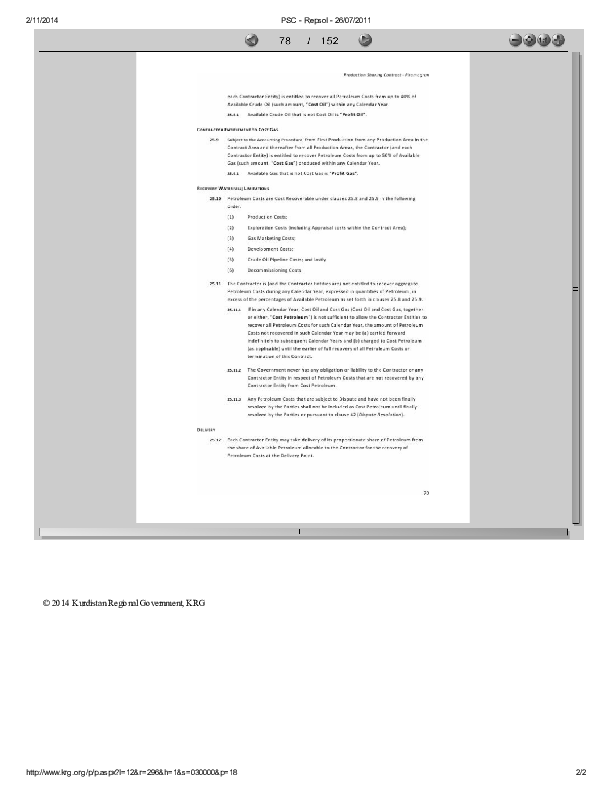 2/11/2014 PSC - Repsol - 26/07/2011
78 / 152
Production Sharing Contract -
each Contractor Entity) is entitled to recover all Petroleum Costs from up to 40% of
Available Crude Oil (such amount, "Cost Oil") within any Calendar Year.
25.8.1 Available Crude Oil that is not Cost Oil is "Profit Oil".
25.9 Subject to the Accounting Procedure, from First Production from any Production Area in the
Contract Area and thereafter from all Production Areas, the Contractor (and each
Contractor Entity) is entitled to recover Petroleum Costs from up to 50% of Available
Gas (such amount, "Cost Gas") produced within any Calendar Year.
25.9.1 Available Gas that is not Cost Gas is "Profit Gas".
RECOVERY WATERFALL; LIMITATIONS
25.10 Petroleum Costs are Cost Recoverable under clauses 25.8 and 25.9 in the following
order:
(1) Production Costs;
(2) Exploration Costs (including Appraisal costs within the Contract Area);
(3) Gas Marketing Costs;
(4) Development Costs;
(5) Crude Oil Pipeline Costs; and lastly
(6) Decommissioning Costs.
25.11 The Contractor is (and the Contractor Entities are) not entitled to recover aggregate
Petroleum Costs during any Calendar Year, expressed in quantities of Petroleum, in
excess of the percentages of Available Petroleum as set forth in clauses 25.8 and 25.9.
25.11.1 If in any Calendar Year, Cost Oil and Cost Gas (Cost Oil and Cost Gas, together
or either, "Cost Petroleum") is not sufficient to allow the Contractor Entities to
recover all Petroleum Costs for such Calendar Year, the amount of Petroleum
Costs not recovered in such Calendar Year may be (a) carried forward
indefinitely to subsequent Calendar Years and (b) charged to Cost Petroleum
(as applicable) until the earlier of full recovery of all Petroleum Costs or
termination of this Contract.
25.11.2 The Government never has any obligation or liability to the Contractor or any
Contractor Entity in respect of Petroleum Costs that are not recovered by any
Contractor Entity from Cost Petroleum.
25.11.3 Any Petroleum Costs that are subject to Dispute and have not been finally
resolved by the Parties shall not be included as Cost Petroleum until finally
resolved by the Parties or pursuant to clause 42 (Dispute Resolution).
DELIVERY
25.12 Each Contractor Entity may take delivery of its proportionate share of Petroleum from
the share of Available Petroleum allocable to the Contractor for the recovery of
Petroleum Costs at the Delivery Point.
© 2014 Kurdistan Regional Government, KRG
http://www.krg.org/p/p.aspx?l=12&r=296&h=1&s=030000&p=18 2/2